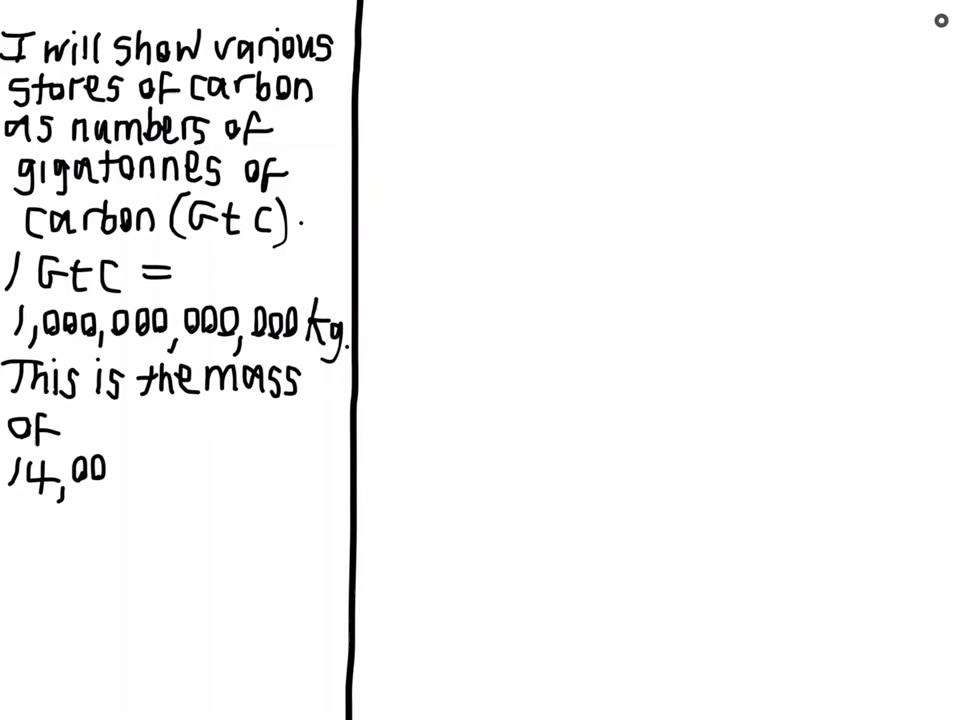 I will show various
stores of carbon
as numbers of
gigatonnes of
carbon (GtC).
1 GtC =
1,000,000,000,000 kg.
This is the mass
of
14,00